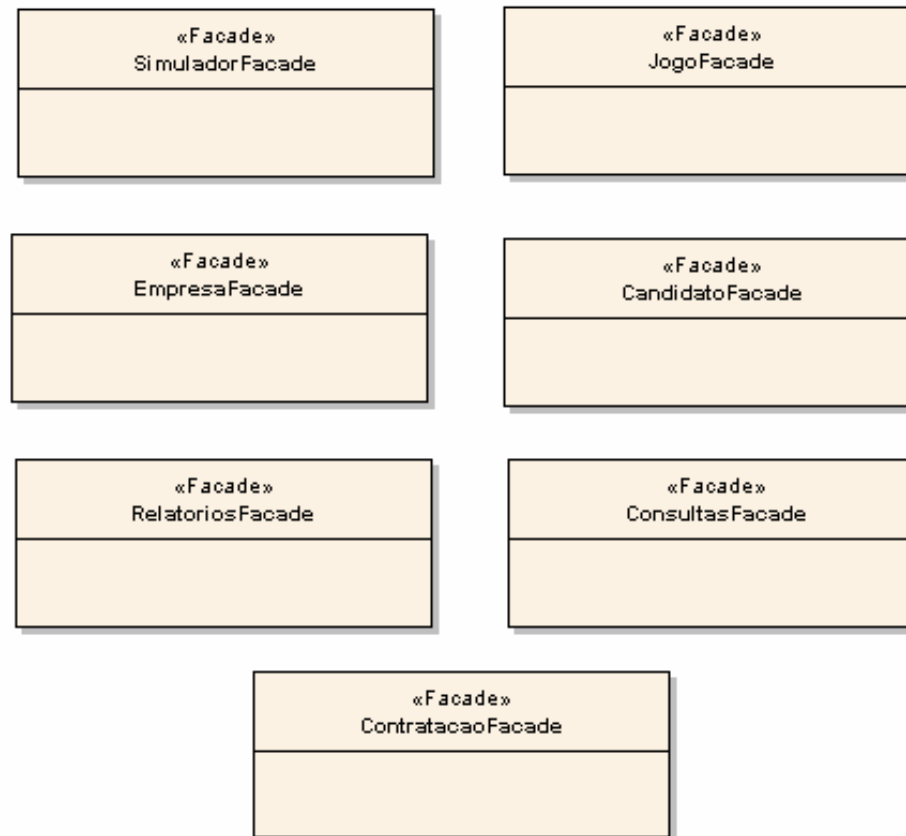 «Facade»
SimuladorFacade
«Facade»
JogoFacade
«Facade»
EmpresaFacade
«Facade»
CandidatoFacade
«Facade»
RelatoriosFacade
«Facade»
ConsultasFacade
«Facade»
ContratacaoFacade